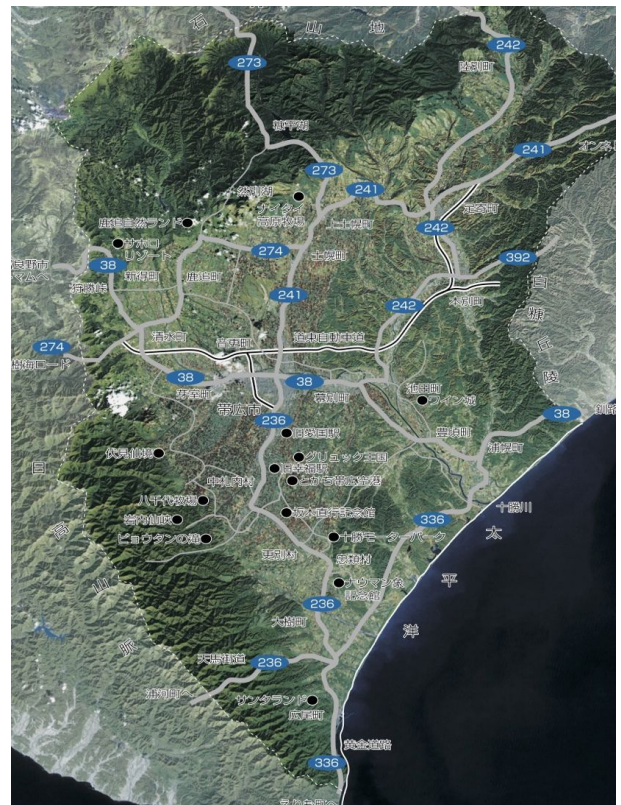 石
山
地
242
273
陸別町
糠平湖
241
273
然別湖
241
ナイタイ
高原牧場
足寄町
鹿追自然ランド
上士幌町
242
サホロ
リゾート
274
士幌町
392
38
新得町
鹿追町
白
糠
丘
陵
狩勝峠
241
242
本別町
清水町
音更町
道東自動車道
274
38
38
池田町
芽室町
幕別町
ワイン城
帯広市
236
38
旧愛国駅
豊頃町
浦幌町
伏見仙境
グリュック王国
旧幸福駅
中札内村
とかち帯広空港
八千代牧場
十勝川
岩内仙峡
坂本直行記念館
336
太
平
洋
ピョウタンの滝
十勝モーターパーク
日
高
山
脈
更別村
忠類村
ナウマン象
記念館
236
大樹町
天馬街道
236
浦河町へ
サンタランド
広尾町
黄金道路
336